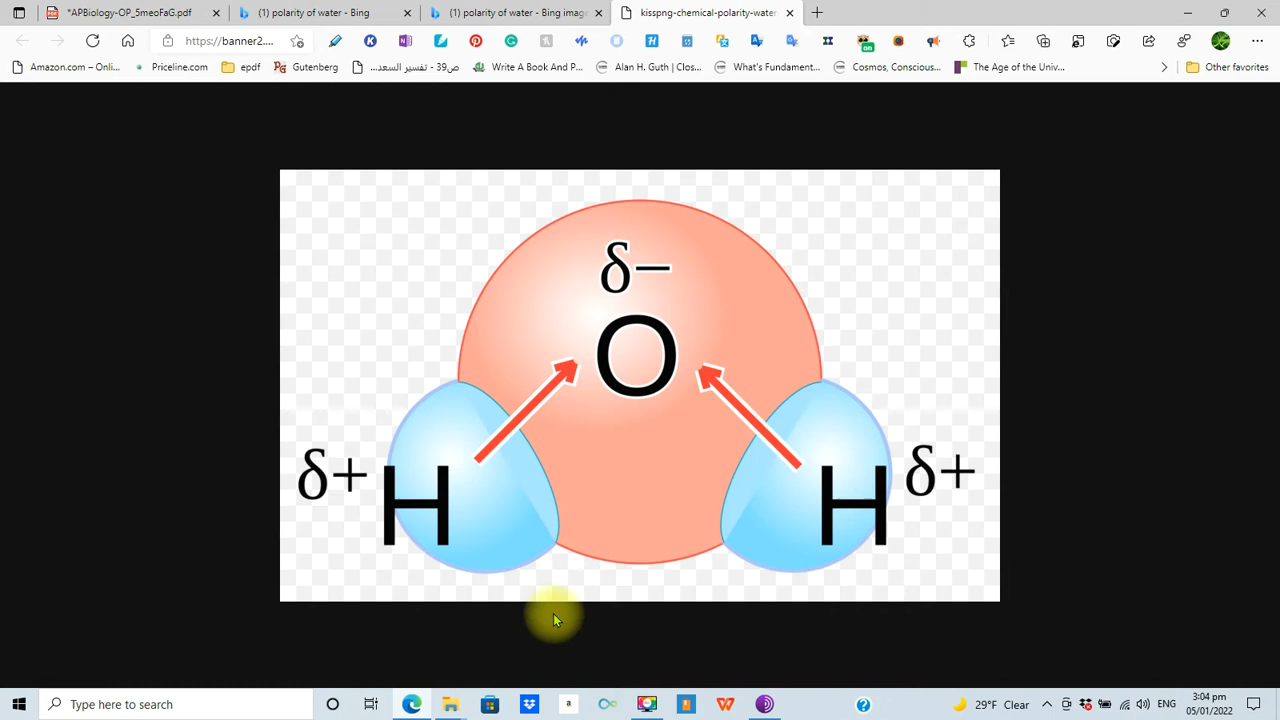 *APBiology-OP_5meoFaG.pdf
(1) polarity of water - Bing
(1) polarity of water - Bing imag
kisspng-chemical-polarity-water-
https://banner2....
on
Amazon.com – Onli...
Penzine.com
epdf
Gutenberg
ص39 - تفسير السعد...
Write A Book And P...
Alan H. Guth | Clos...
What's Fundament...
Cosmos, Conscious...
The Age of the Univ...
Other favorites
δ−
O
δ+ H
H δ+
Type here to search
29°F Clear
ENG
3:04 pm
05/01/2022